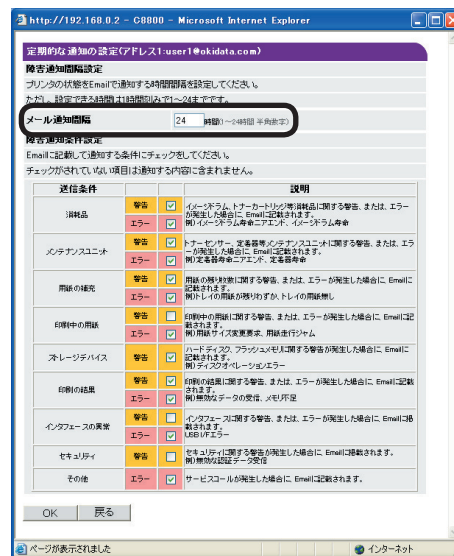 http://192.168.0.2 - C8800 - Microsoft Internet Explorer
定期的な通知の設定(アドレス1:user1@okidata.com)
障害通知間隔設定
プリンタの状態をEmailで通知する時間間隔を設定してください。
ただし、設定できる時間は1時間刻みで1～24までです。
メール通知間隔 24 時間(1～24時間 半角数字)
障害通知条件設定
Emailに記載して通知する条件にチェックをしてください。
チェックがされていない項目は通知する内容に含まれません。
送信条件 説明
消耗品 警告 イメージドラム、トナーカートリッジ等消耗品に関する警告、または、エラー
が発生した場合に、Emailに記載されます。
エラー 例)イメージドラム寿命ニアエンド、イメージドラム寿命
メンテナンスユニット 警告 トナーセンサー、定着器等メンテナンスユニットに関する警告、または、エラ
ーが発生した場合に、Emailに記載されます。
エラー 例)定着器寿命ニアエンド、定着器寿命
用紙の補充 警告 用紙の残り枚数に関する警告、または、エラーが発生した場合に、Emailに
記載されます。
エラー 例)トレイの用紙が残りわずか、トレイの用紙無し
印刷中の用紙 警告 印刷中の用紙に関する警告、または、エラーが発生した場合に、Emailに記
載されます。
エラー 例)用紙サイズ変更要求、用紙走行ジャム
ストレージデバイス 警告 ハードディスク、フラッシュメモリに関する警告が発生した場合に、Emailに
記載されます。
例)ディスクオペレーションエラー
印刷の結果 警告 印刷の結果に関する警告、または、エラーが発生した場合に、Emailに記載
されます。
エラー 例)無効なデータの受信、メモリ不足
インタフェースの異常 警告 インタフェースに関する警告、または、エラーが発生した場合に、Emailに掲
載されます。
エラー USB I/Fエラー
セキュリティ 警告 セキュリティに関する警告が発生した場合に、Emailに掲載されます。
例)無効な認証データ受信
その他 エラー サービスコールが発生した場合に、Emailに記載されます。
OK 戻る
ページが表示されました インターネット